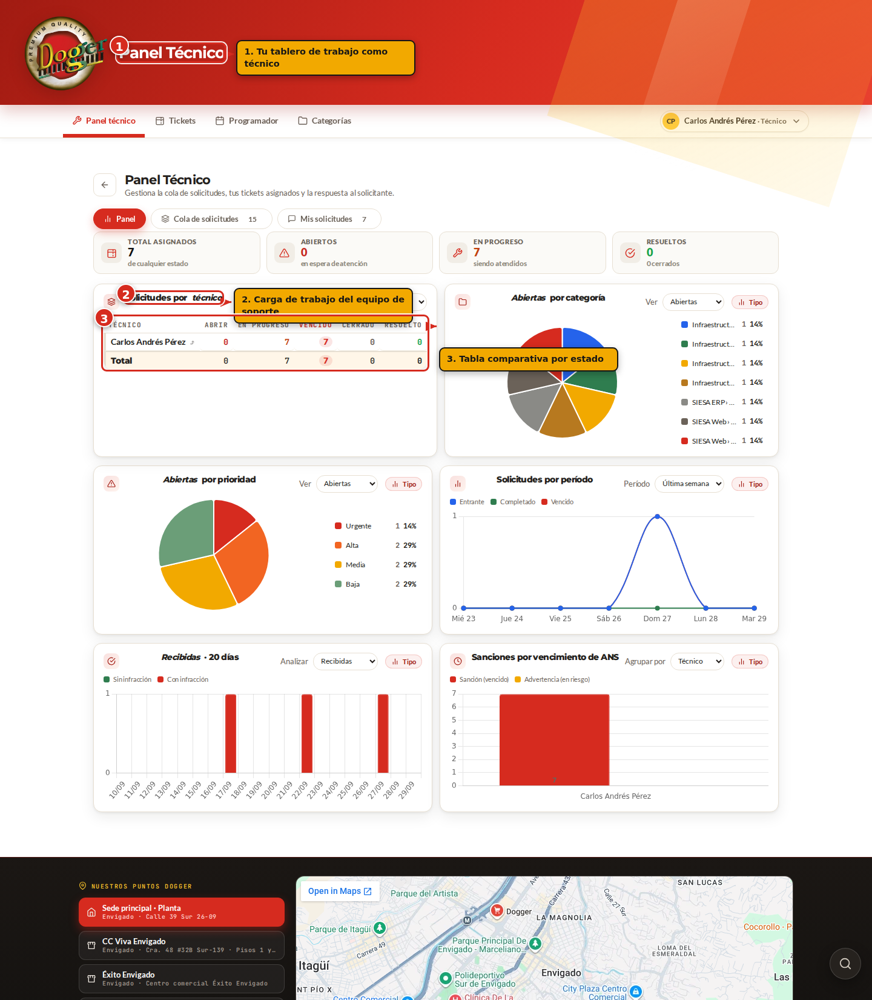 PREMIUM QUALITY
Dogger
1
Panel Técnico
1. Tu tablero de trabajo como
técnico
Panel técnico
Tickets
Programador
Categorías
CP
Carlos Andrés Pérez · Técnico
Panel Técnico
Gestiona la cola de solicitudes, tus tickets asignados y la respuesta al solicitante.
Panel
Cola de solicitudes 15
Mis solicitudes 7
TOTAL ASIGNADOS
7
de cualquier estado
ABIERTOS
0
en espera de atención
EN PROGRESO
7
siendo atendidos
RESUELTOS
0
0 cerrados
2
Solicitudes por técnico
2. Carga de trabajo del equipo de
soporte
3
TÉCNICO ABRIR EN PROGRESO VENCIDO CERRADO RESUELTO
Carlos Andrés Pérez 0 7 7 0 0
Total 0 7 7 0 0
Abiertas por categoría
Ver Abiertas Tipo
3. Tabla comparativa por estado
Infraestruct... 1 14%
Infraestruct... 1 14%
Infraestruct... 1 14%
Infraestruct... 1 14%
SIESA ERP › ... 1 14%
SIESA Web › ... 1 14%
SIESA Web › ... 1 14%
Abiertas por prioridad
Ver Abiertas Tipo
Urgente 1 14%
Alta 2 29%
Media 2 29%
Baja 2 29%
Solicitudes por período
Período Última semana Tipo
Entrante Completado Vencido
1
0
Mié 23 Jue 24 Vie 25 Sáb 26 Dom 27 Lun 28 Mar 29
Recibidas · 20 días
Analizar Recibidas Tipo
Sin infracción Con infracción
1
0
10/09 11/09 12/09 13/09 14/09 15/09 16/09 17/09 18/09 19/09 20/09 21/09 22/09 23/09 24/09 25/09 26/09 27/09 28/09 29/09
Sanciones por vencimiento de ANS
Agrupar por Técnico Tipo
Sanción (vencido) Advertencia (en riesgo)
7
6
5
4
3
2
1
0
7
Carlos Andrés Pérez
NUESTROS PUNTOS DOGGER
Sede principal · Planta
Envigado · Calle 39 Sur 26-09
CC Viva Envigado
Envigado · Cra. 48 #32B Sur-139 · Pisos 1 y…
Éxito Envigado
Envigado · Centro comercial Éxito Envigado
Open in Maps
Parque del Artista
Carrera 43
SAN LUCAS
Calle 27 Sur
Dogger
M
LA MAGNOLIA
Parque de Itagüí
Carrera 49
Parque Principal De
Envigado - Marceliano...
Cocorollo - P
LOMA DEL
ESMERALDAL
Itagüí
Polideportivo
Sur de Envigado
Envigado
Las
NT PÍO X
City Plaza Centro
Comercial
Centro Comercial
Clínica De La